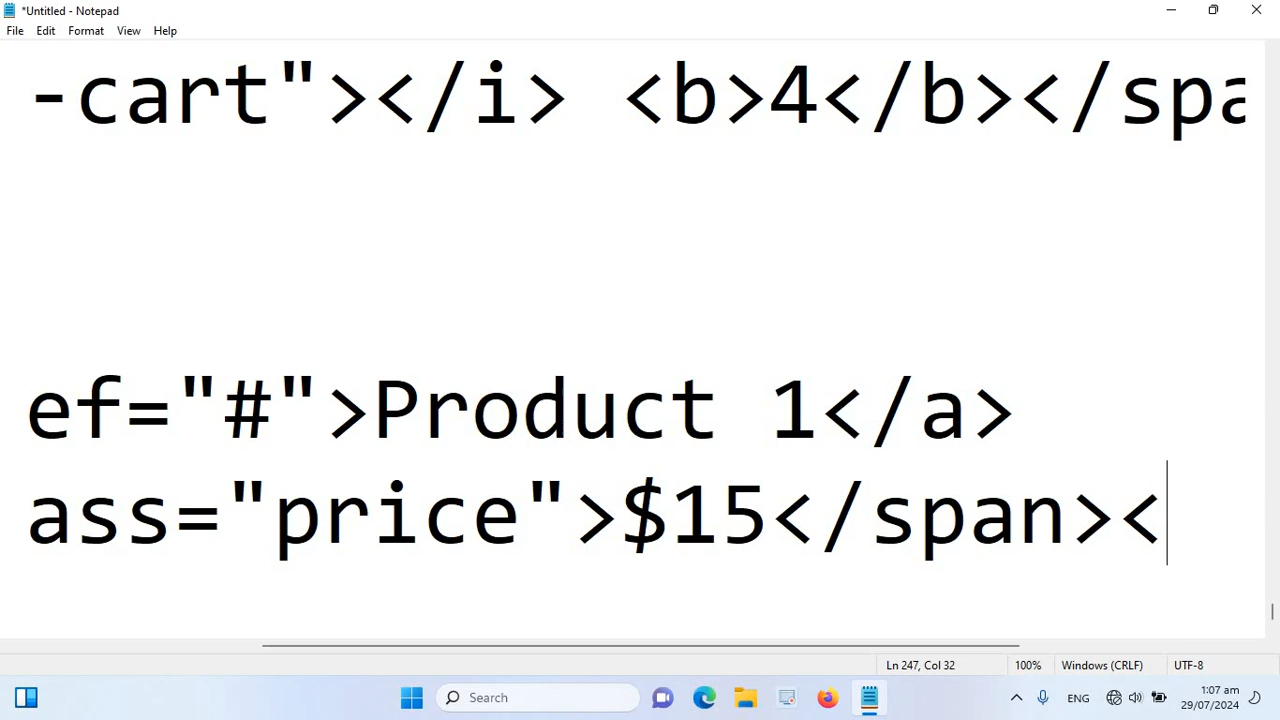 *Untitled - Notepad
File Edit Format View Help
-cart"></i> <b>4</b></spa
ef="#">Product 1</a>
ass="price">$15</span><
Ln 247, Col 32 100% Windows (CRLF) UTF-8
Search ENG 1:07 am
29/07/2024